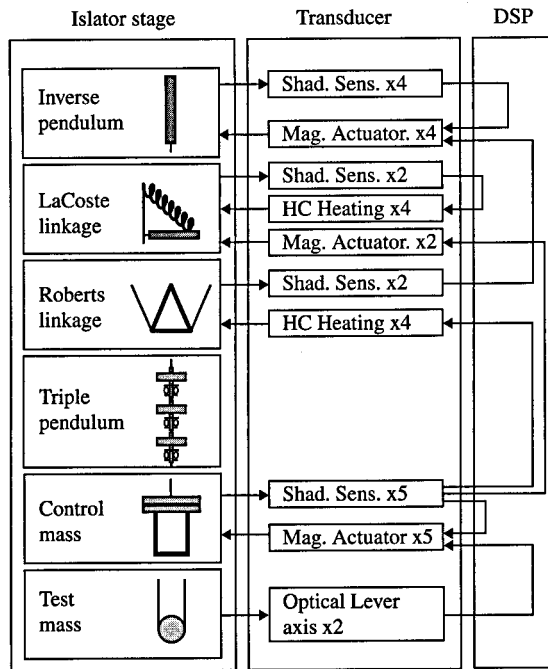 Islator stage
Transducer
DSP
Inverse
pendulum
Shad. Sens. x4
Mag. Actuator. x4
LaCoste
linkage
Shad. Sens. x2
HC Heating x4
Mag. Actuator. x2
Roberts
linkage
Shad. Sens. x2
HC Heating x4
Triple
pendulum
Control
mass
Shad. Sens. x5
Mag. Actuator x5
Test
mass
Optical Lever
axis x2